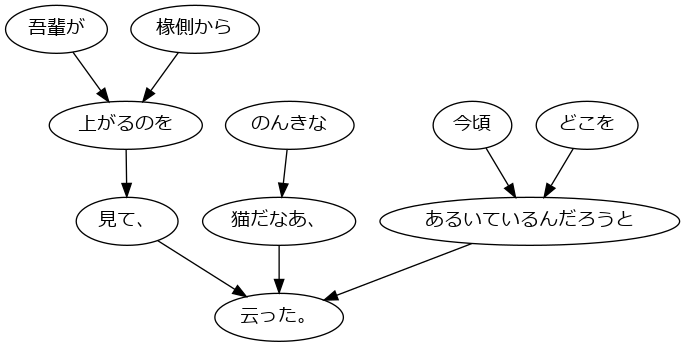 吾輩が
椽側から
上がるのを
のんきな
今頃
どこを
見て、
猫だなあ、
あるいているんだろうと
云った。